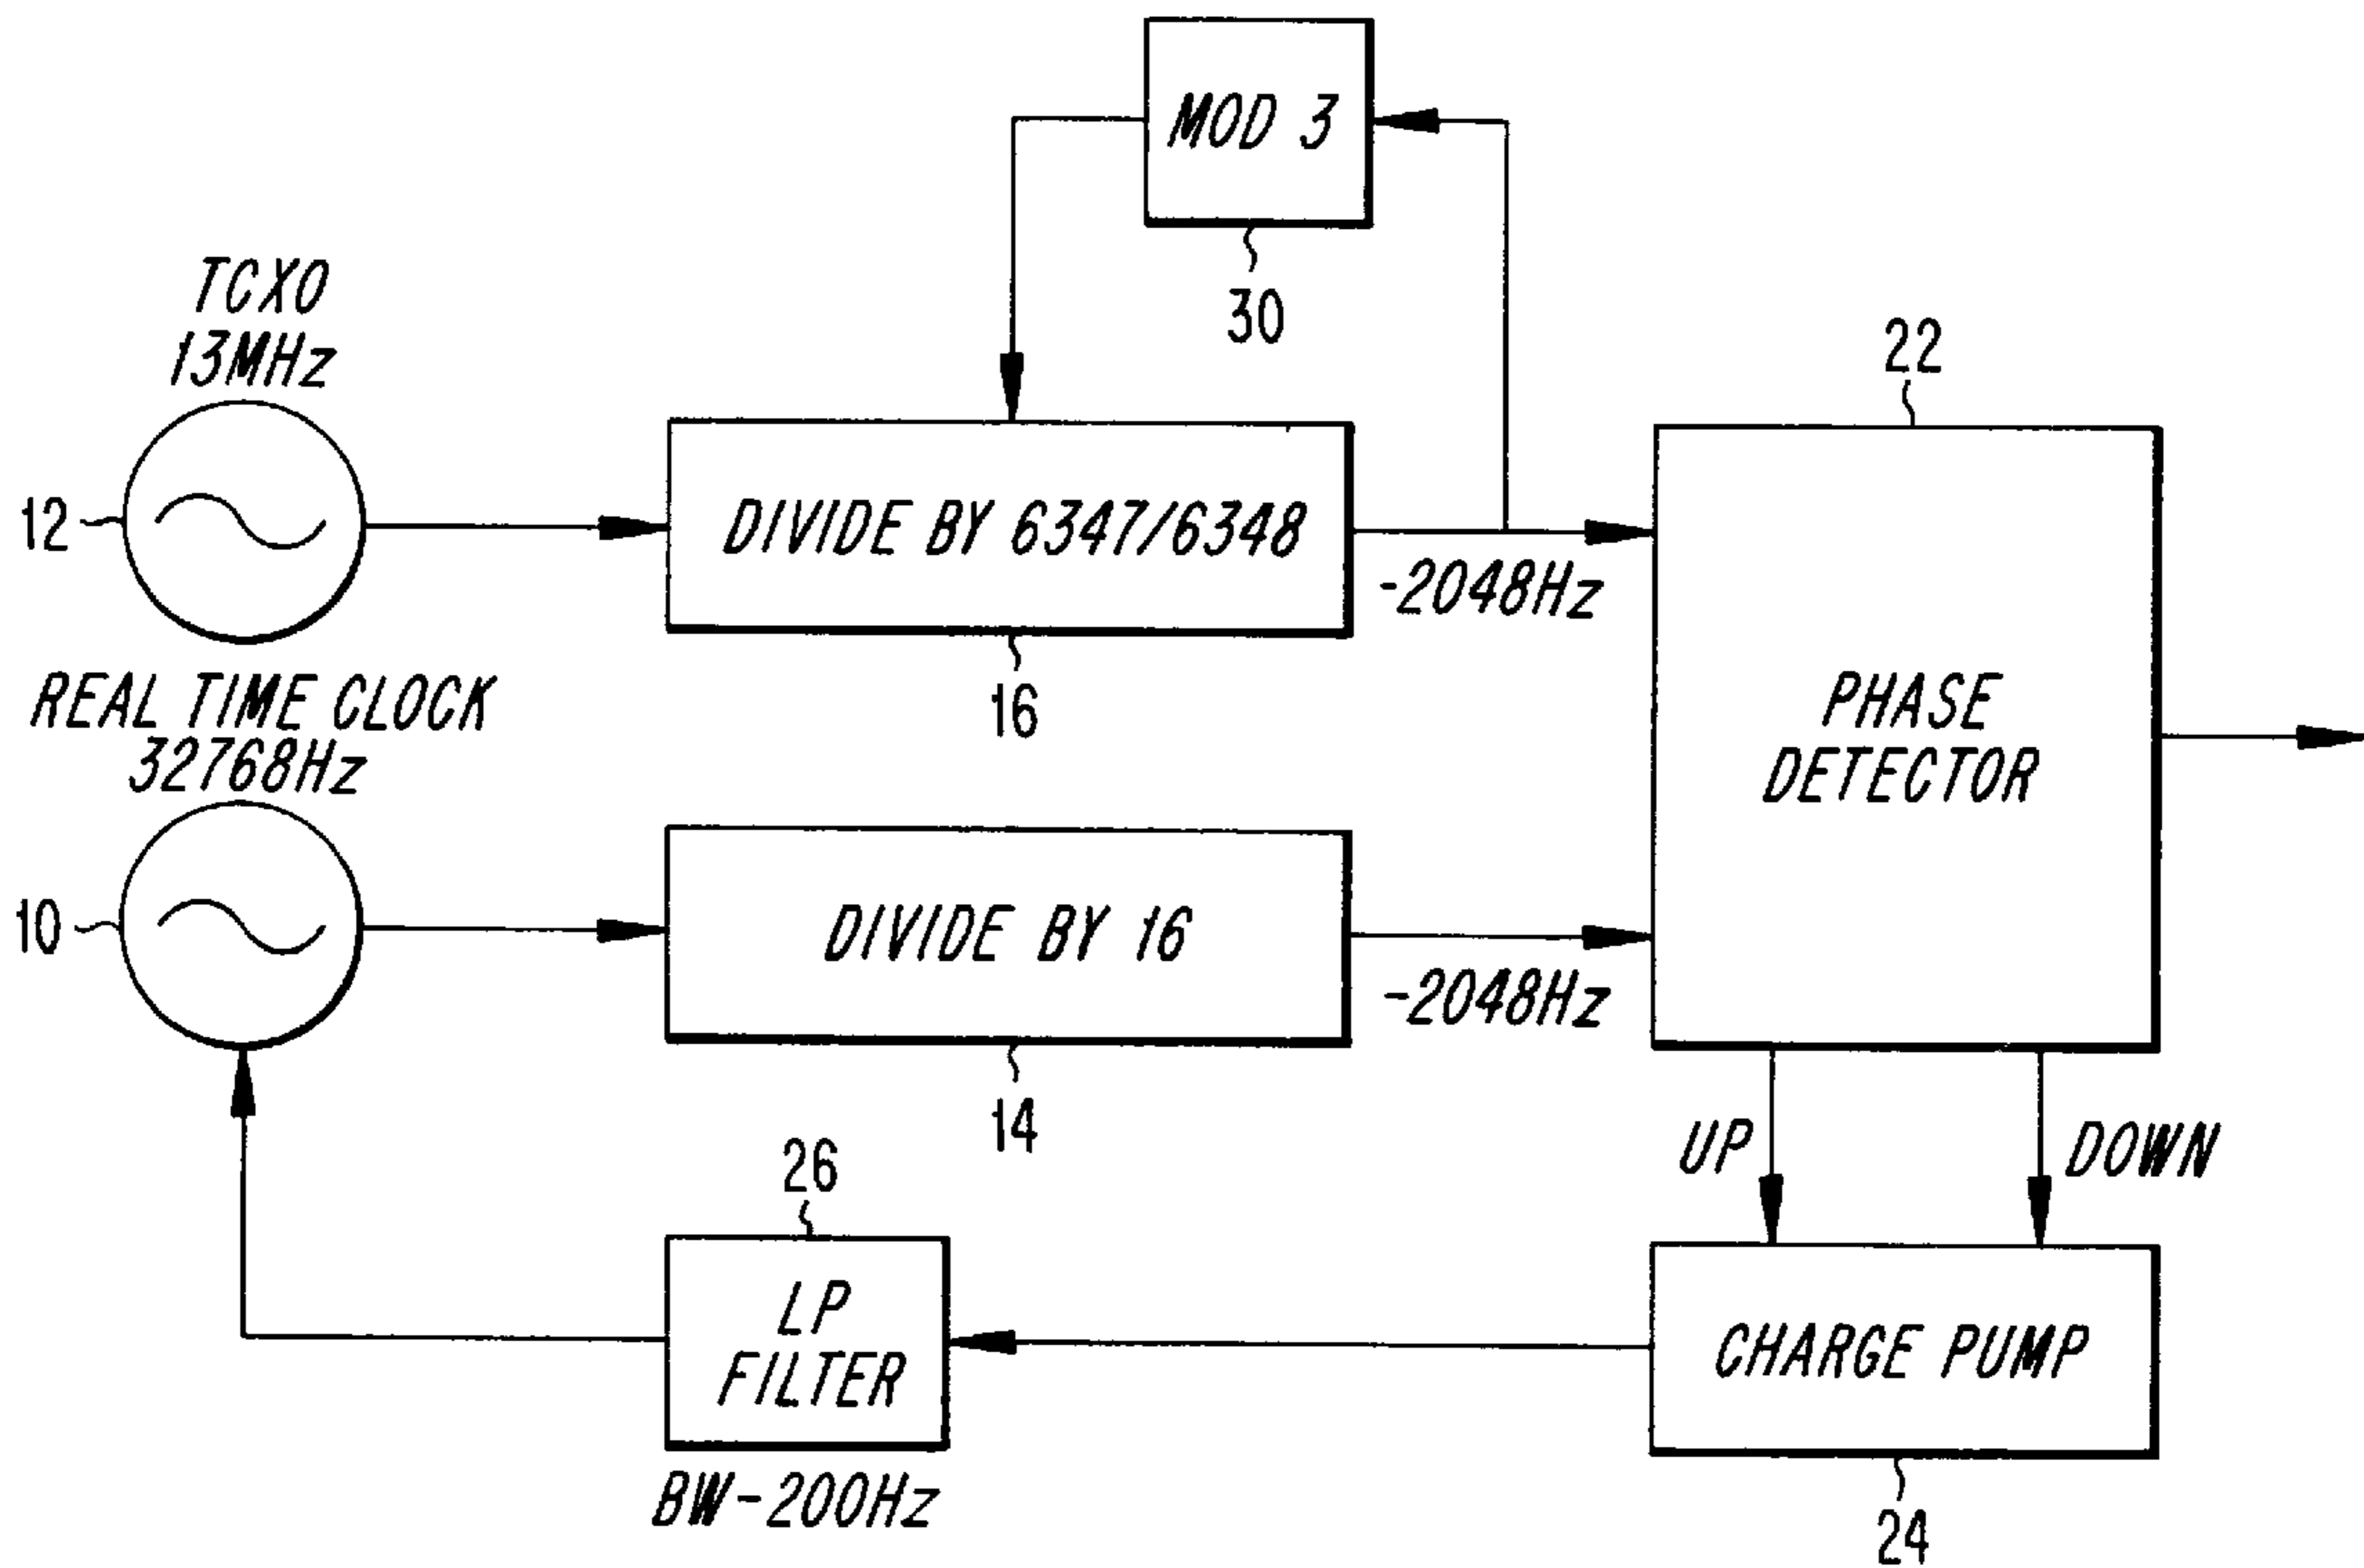 MOD 3
30
TCXO
13MHz
22
12
DIVIDE BY 6347/6348
-2048Hz
16
PHASE
DETECTOR
REAL TIME CLOCK
32768Hz
10
DIVIDE BY 16
-2048Hz
14
UP
DOWN
26
LP
FILTER
BW-200Hz
CHARGE PUMP
24